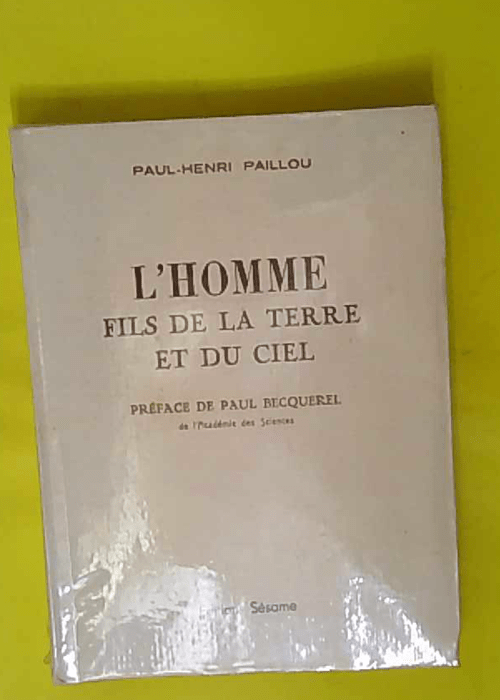 PAUL-HENRI PAILLOU
L'HOMME
FILS DE LA TERRE
ET DU CIEL
PRÉFACE DE PAUL BECQUEREL
de l'Académie des Sciences
Sésame